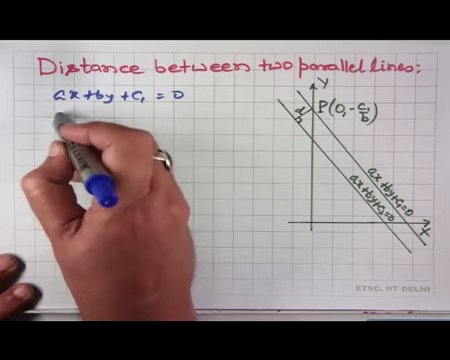 Distance between two parallel lines:
ax+by+c₁ = 0
y
d
P(0, -c₁/b)
ax+by+c₁=0
ax+by+c₂=0
x
ETSC, IIT DELHI